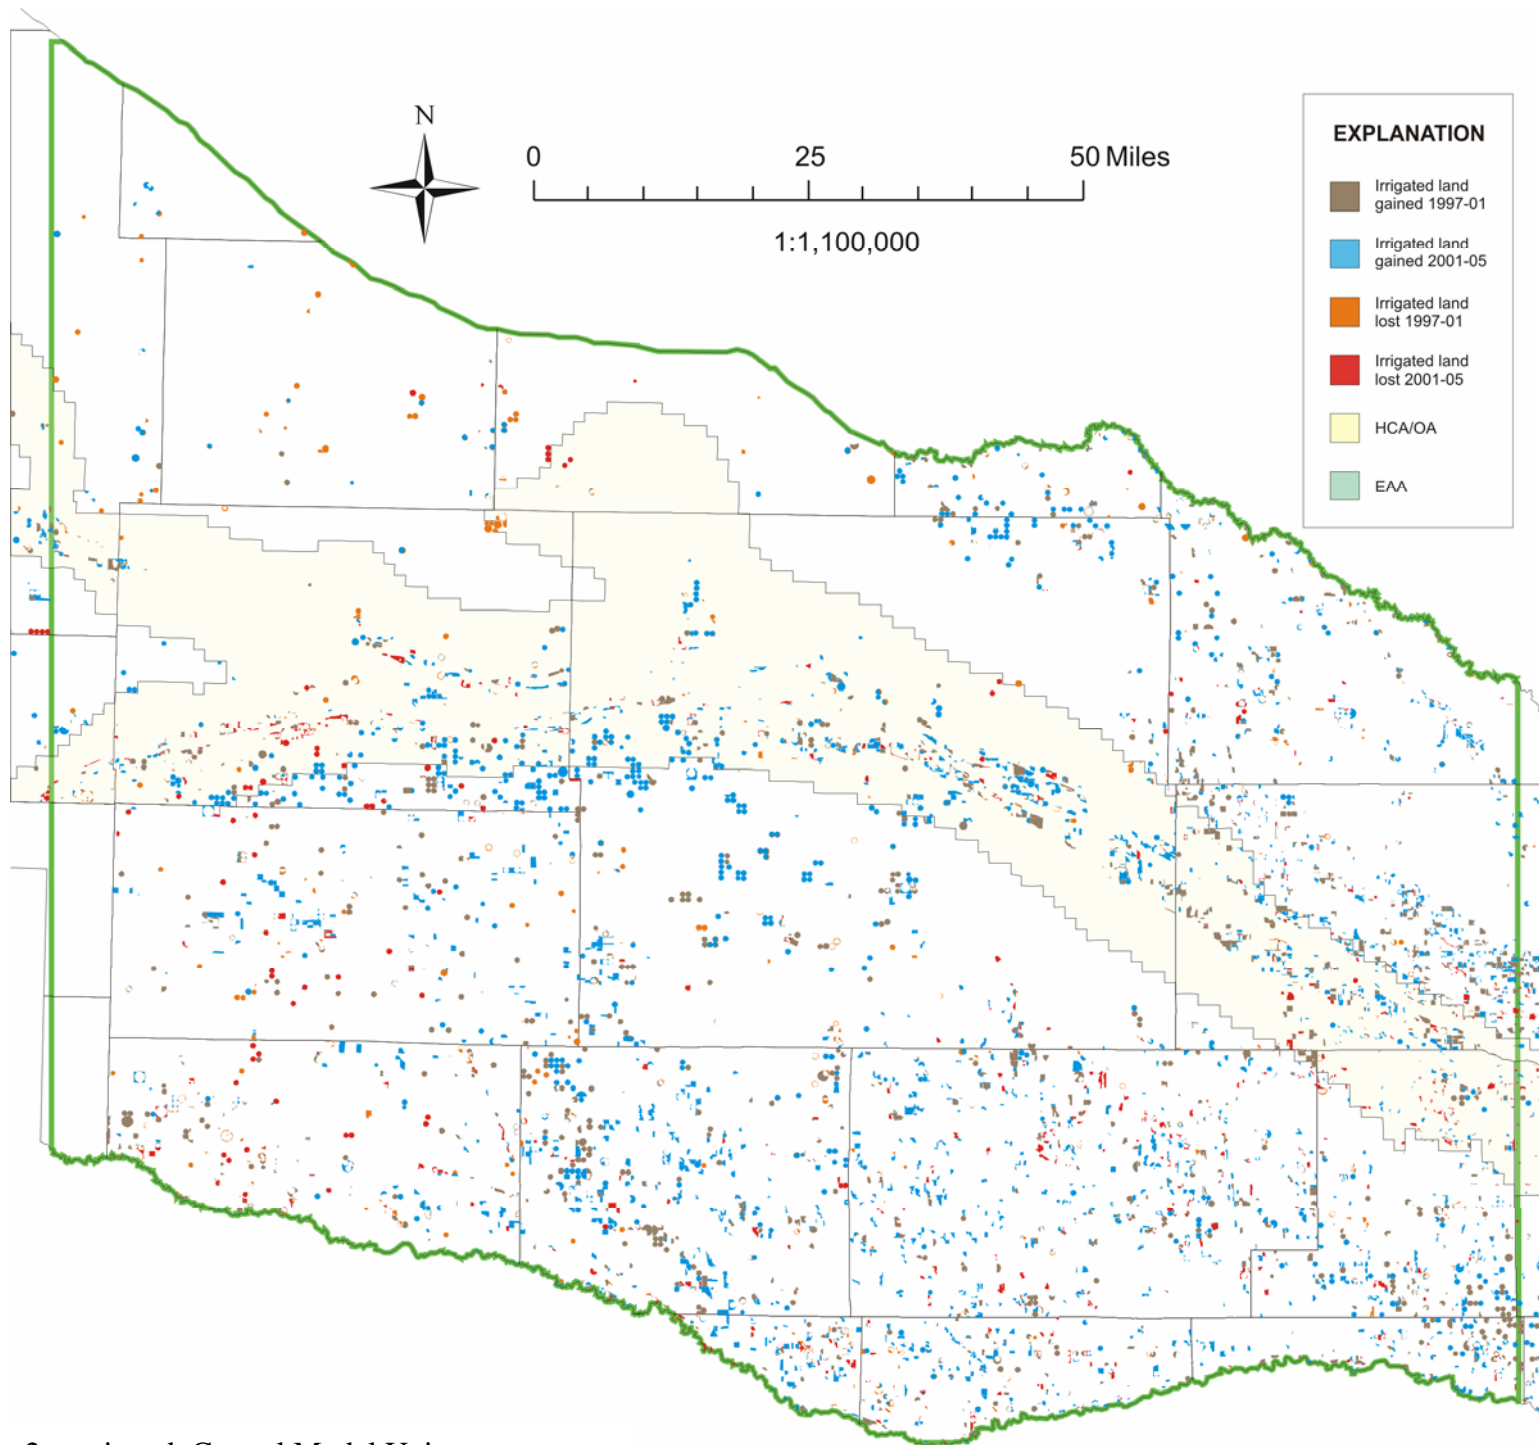 N
0 25 50 Miles
1:1,100,000
EXPLANATION
Irrigated land
gained 1997-01
Irrigated land
gained 2001-05
Irrigated land
lost 1997-01
Irrigated land
lost 2001-05
HCA/OA
EAA